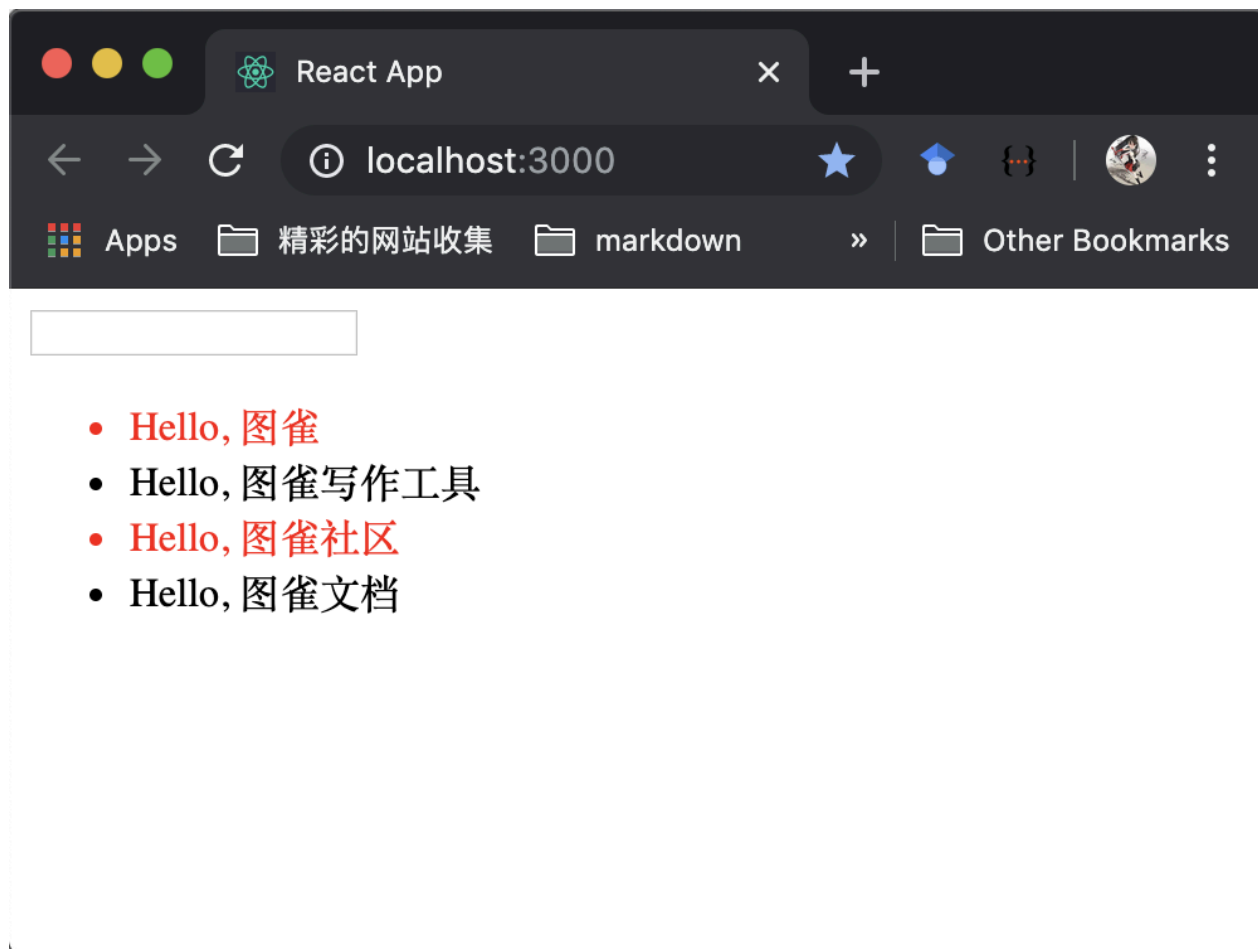 React App
localhost:3000
Apps 精彩的网站收集 markdown » Other Bookmarks
Hello, 图雀
Hello, 图雀写作工具
Hello, 图雀社区
Hello, 图雀文档